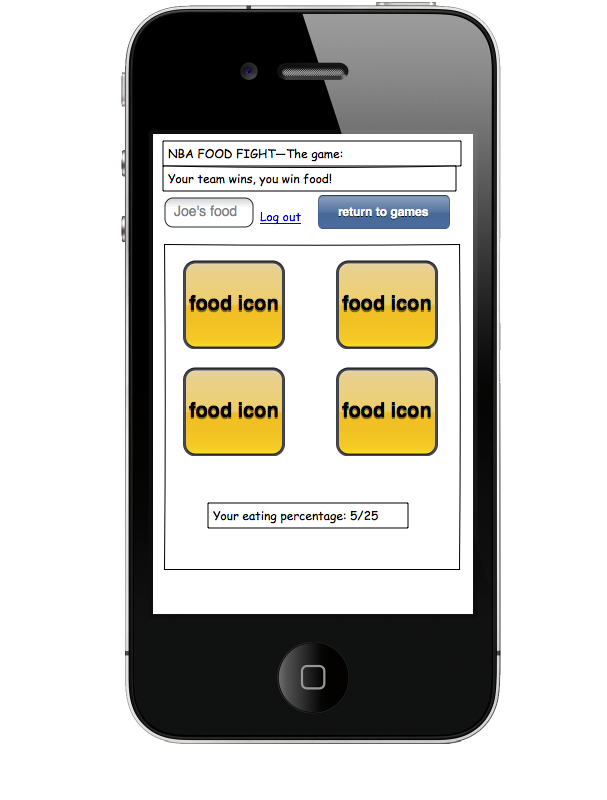 NBA FOOD FIGHT—The game:
Your team wins, you win food!
Joe's food Log out return to games
food icon food icon
food icon food icon
Your eating percentage: 5/25